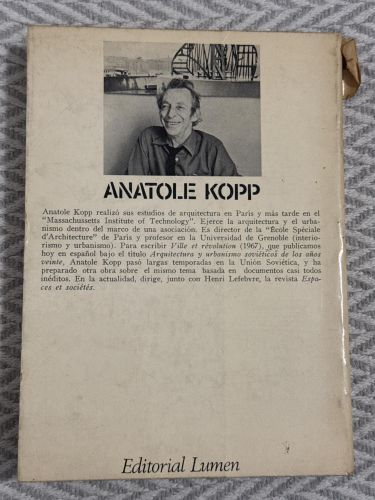 ANATOLE KOPP
Anatole Kopp realizó sus estudios de arquitectura en Paris y más tarde en el
"Massachussetts Institute of Technology". Ejerce la arquitectura y el urba-
nismo dentro del marco de una asociación. Es director de la "École Spéciale
d'Architecture" de Paris y profesor en la Universidad de Grenoble (interio-
rismo y urbanismo). Para escribir Ville et révolution (1967), que publicamos
hoy en español bajo el título Arquitectura y urbanismo soviéticos de los años
veinte, Anatole Kopp pasó largas temporadas en la Unión Soviética, y ha
preparado otra obra sobre el mismo tema basada en documentos casi todos
inéditos. En la actualidad, dirige, junto con Henri Lefebvre, la revista Espa-
ces et sociétés.
Editorial Lumen